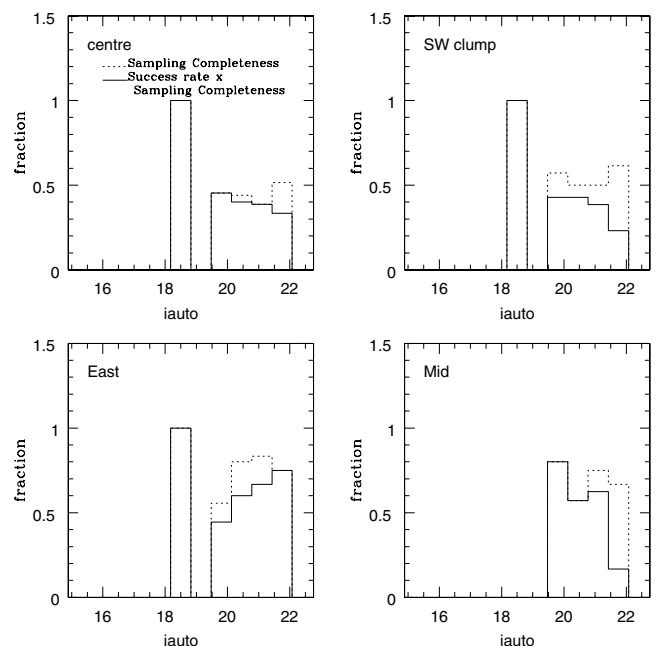 1.5
centre
Sampling Completeness
Success rate x
Sampling Completeness
1
0.5
0
fraction
16 18 20 22
iauto
1.5
SW clump
1
0.5
0
fraction
16 18 20 22
iauto
1.5
East
1
0.5
0
fraction
16 18 20 22
iauto
1.5
Mid
1
0.5
0
fraction
16 18 20 22
iauto